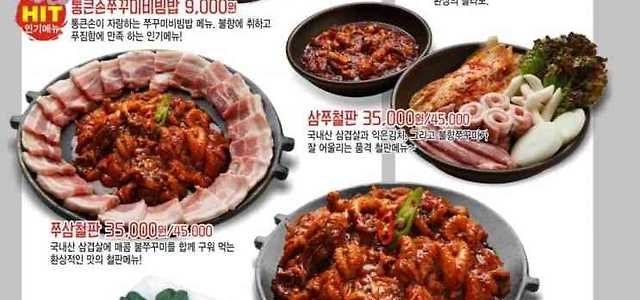 HIT
인기메뉴
통큰손쭈꾸미비빔밥 9,000원
통큰손이 자랑하는 쭈꾸미비빔밥 메뉴. 불향에 취하고
푸짐함에 만족 하는 인기메뉴!
삼쭈철판 35,000원/45,000
국내산 삼겹살과 익은김치, 그리고 불향쭈꾸미가
잘 어울리는 품격 철판메뉴~
쭈삼철판 35,000원/45,000
국내산 삼겹살에 매콤 불쭈꾸미를 함께 구워 먹는
환상적인 맛의 철판메뉴!